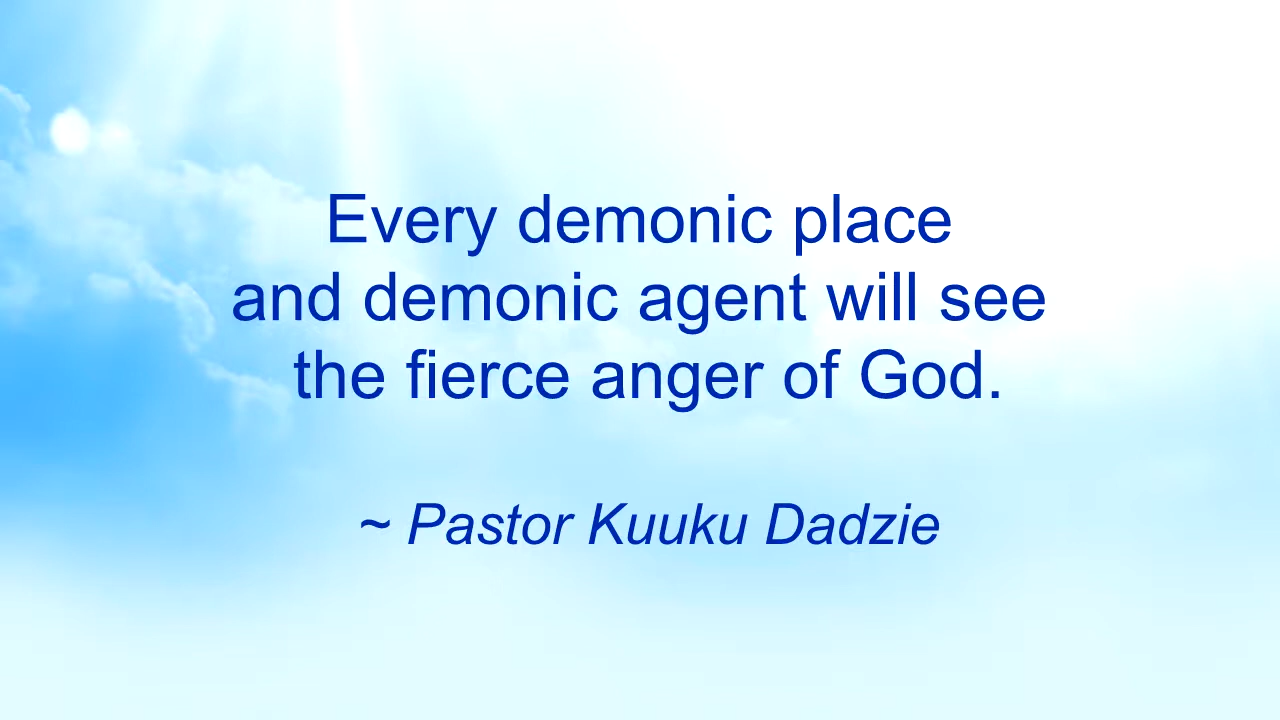 Every demonic place
and demonic agent will see
the fierce anger of God.
~ Pastor Kuuku Dadzie